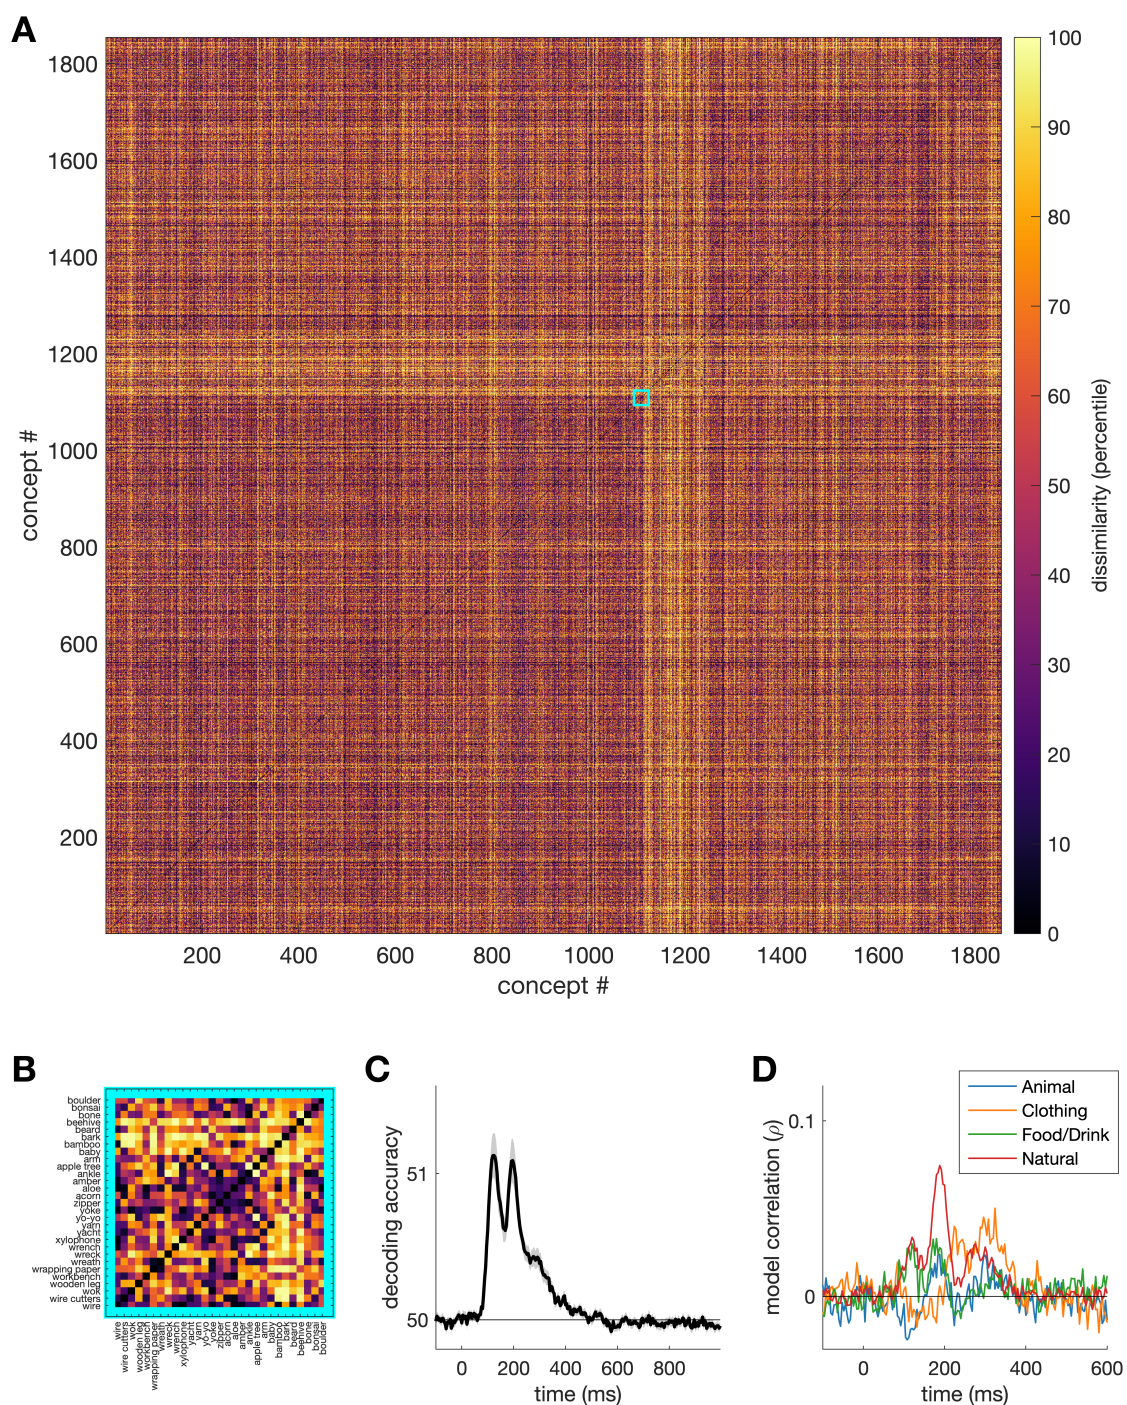 A
1800
1600
1400
1200
1000
800
600
400
200
concept #
200 400 600 800 1000 1200 1400 1600 1800
concept #
100
90
80
70
60
50
40
30
20
10
0
dissimilarity (percentile)
B
boulder
bonsai
bone
beehive
beard
bark
bamboo
baby
arm
apple tree
ankle
amber
aloe
acorn
zipper
yoke
yo-yo
yarn
yacht
xylophone
wrench
wreck
wreath
wrapping paper
workbench
wooden leg
wok
wire cutters
wire
wire
wire cutters
wok
wooden leg
workbench
wrapping paper
wreath
wreck
wrench
xylophone
yacht
yarn
yo-yo
yoke
zipper
acorn
aloe
amber
ankle
apple tree
arm
baby
bamboo
bark
beard
beehive
bone
bonsai
boulder
C
decoding accuracy
51
50
0 200 400 600 800
time (ms)
D
Animal
Clothing
Food/Drink
Natural
model correlation (ρ)
0.1
0
0 200 400 600
time (ms)